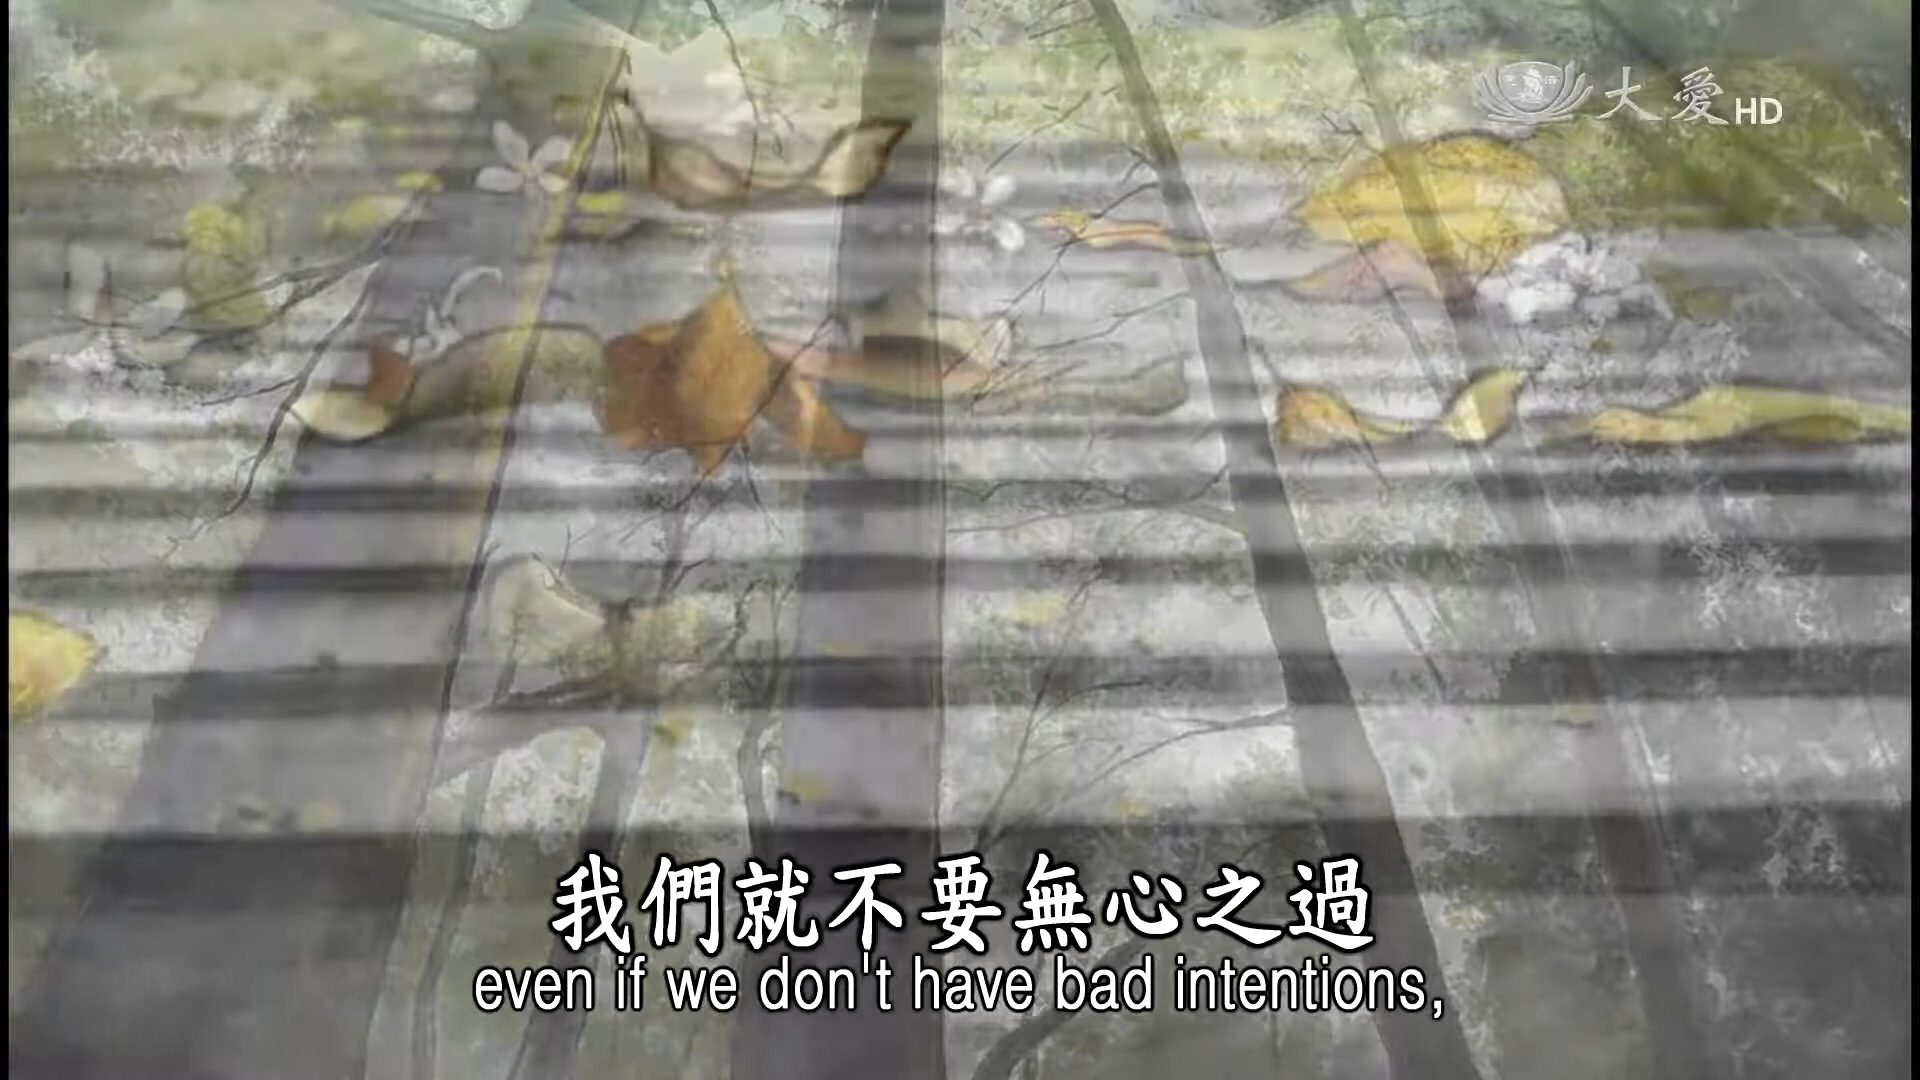 大愛HD
我們就不要無心之過
even if we don't have bad intentions,